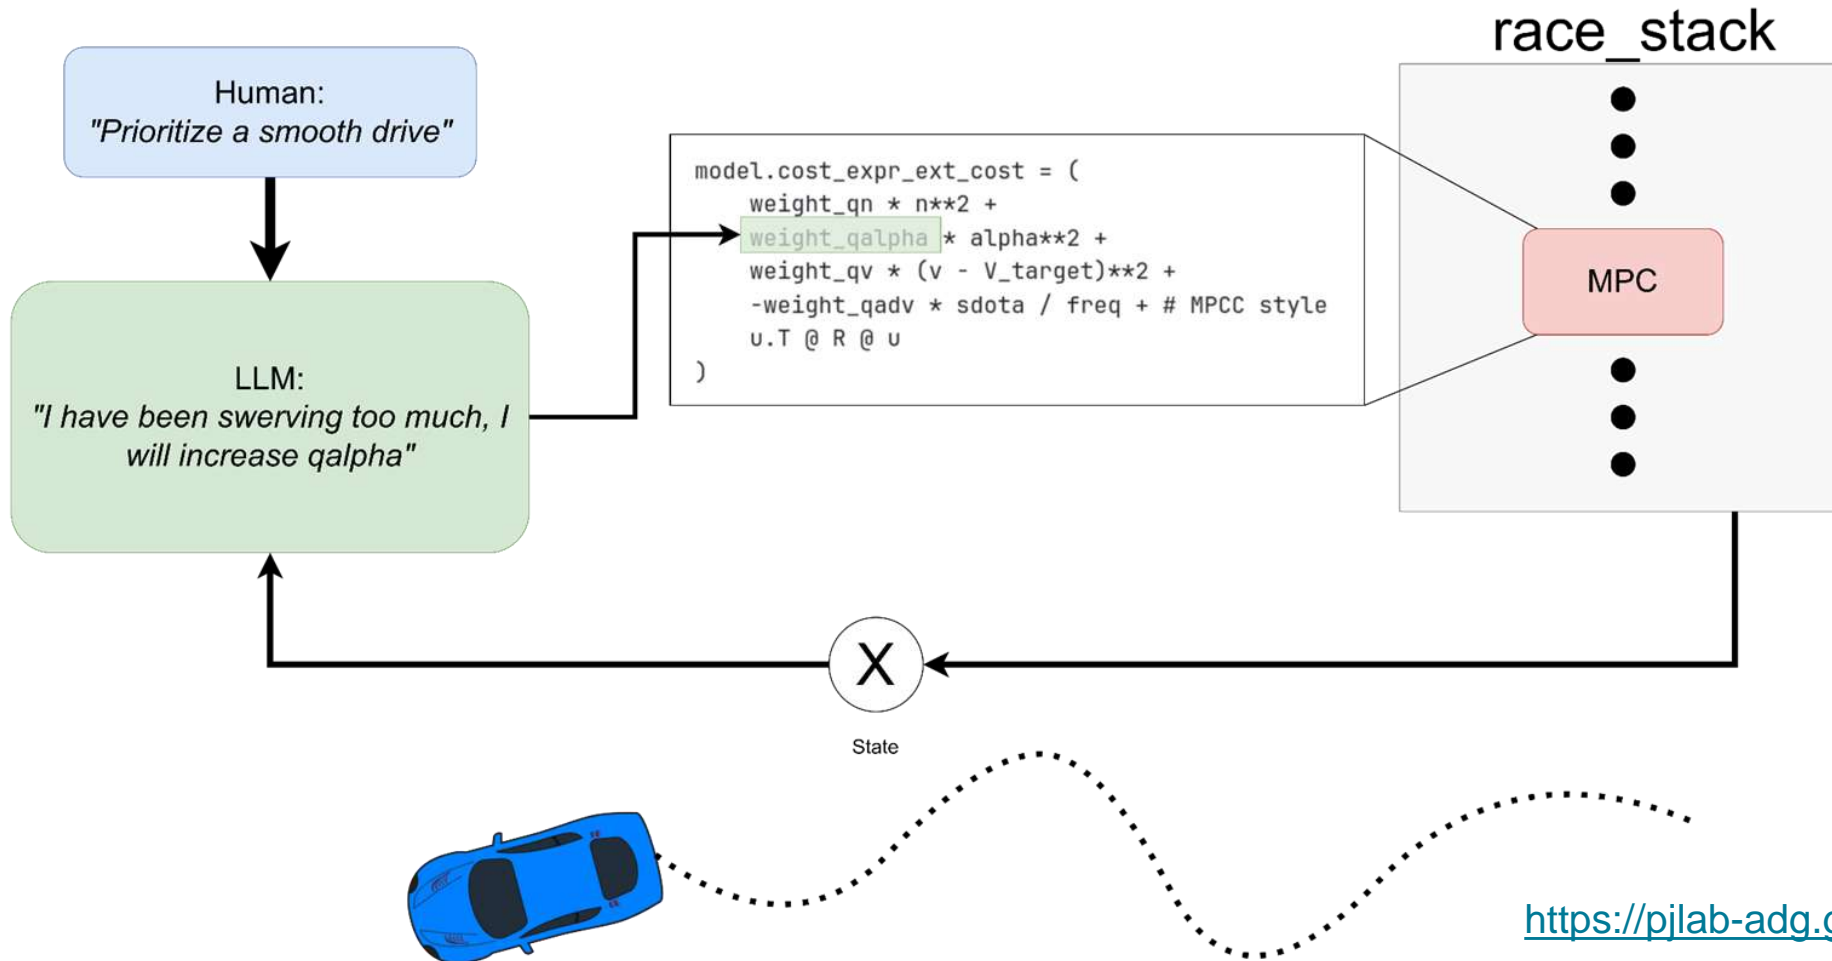 race_stack
Human:
"Prioritize a smooth drive"
model.cost_expr_ext_cost = (
weight_qn * n**2 +
weight_qalpha * alpha**2 +
weight_qv * (v - V_target)**2 +
-weight_qadv * sdota / freq + # MPCC style
u.T @ R @ u
)
MPC
LLM:
"I have been swerving too much, I
will increase qalpha"
X
State
https://pjlab-adg.g